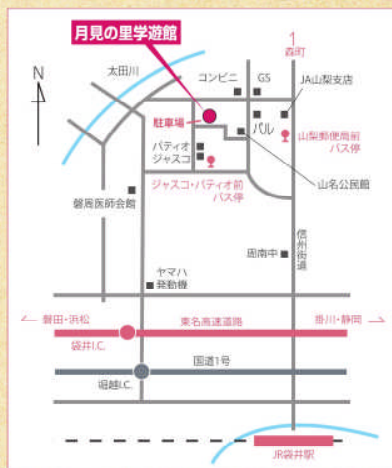 月見の里学遊館
1
森町
太田川
コンビニ
GS
JA山梨支店
N
駐車場
パル
山梨郵便局前
バス停
パティオ
ジャスコ
山名公民館
ジャスコ・パティオ前
バス停
磐周医師会館
信州街道
周南中
ヤマハ
発動機
磐田・浜松
東名高速道路
掛川・静岡
袋井I.C.
国道1号
堀越I.C.
JR袋井駅